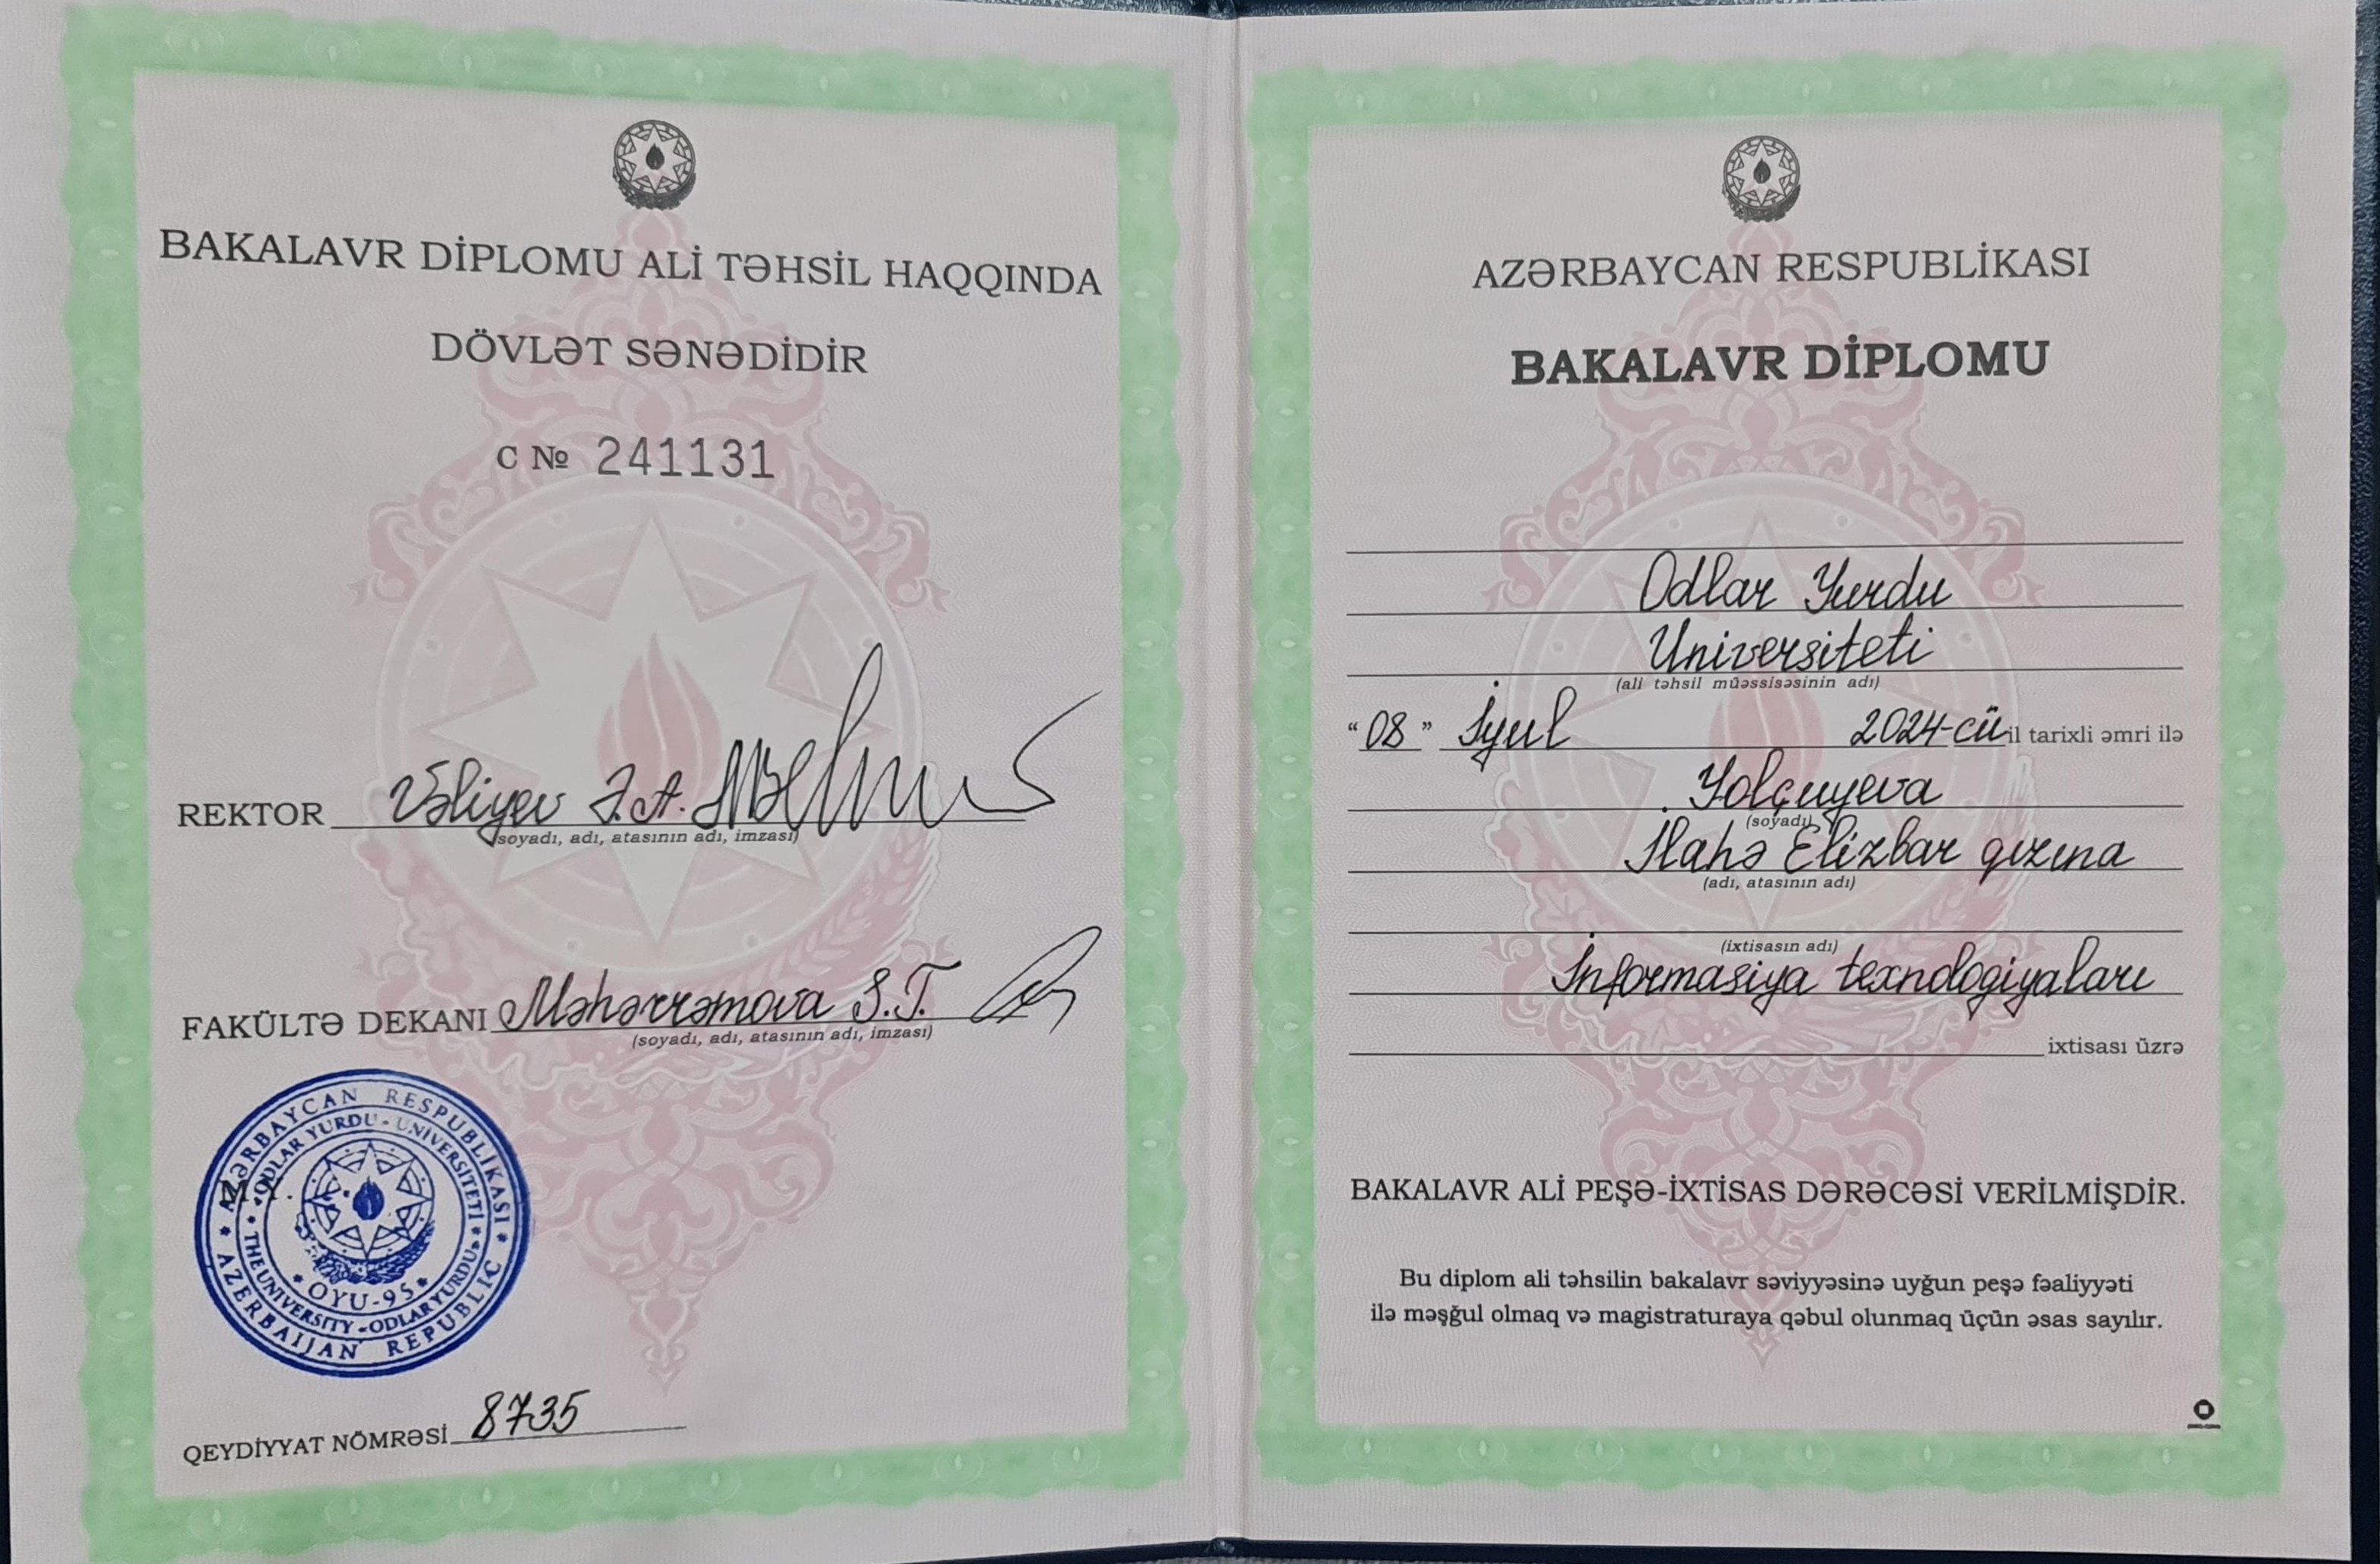 BAKALAVR DİPLOMU ALİ TƏHSİL HAQQINDA
DÖVLƏT SƏNƏDİDİR
C № 241131
REKTOR Vəliyev Ə.A.
(soyadı, adı, atasının adı, imzası)
FAKÜLTƏ DEKANI Məhərrəmova S.T.
(soyadı, adı, atasının adı, imzası)
AZƏRBAYCAN RESPUBLİKASI
ODLAR YURDU - UNİVERSİTETİ
OYU-95
THE UNIVERSITY - ODLAR YURDU
AZERBAIJAN REPUBLIC
QEYDİYYAT NÖMRƏSİ 8735
AZƏRBAYCAN RESPUBLİKASI
BAKALAVR DİPLOMU
Odlar Yurdu
Universiteti
(ali təhsil müəssisəsinin adı)
“08” İyul 2024-cü il tarixli əmri ilə
Yolçuyeva
(soyadı)
İlahə Elizbar qızına
(adı, atasının adı)
(ixtisasın adı)
İnformasiya texnologiyaları
ixtisası üzrə
BAKALAVR ALİ PEŞƏ-İXTİSAS DƏRƏCƏSİ VERİLMİŞDİR.
Bu diplom ali təhsilin bakalavr səviyyəsinə uyğun peşə fəaliyyəti
ilə məşğul olmaq və magistraturaya qəbul olunmaq üçün əsas sayılır.